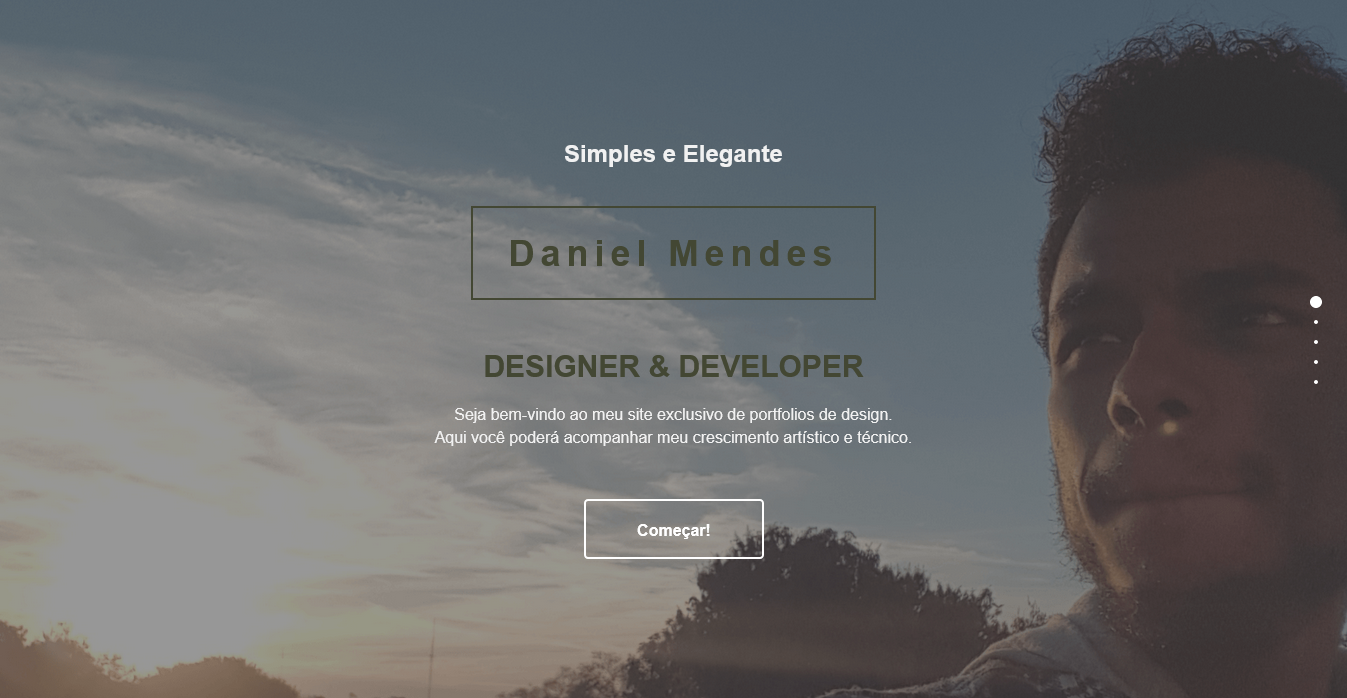 Simples e Elegante
Daniel Mendes
DESIGNER & DEVELOPER
Seja bem-vindo ao meu site exclusivo de portfolios de design.
Aqui você poderá acompanhar meu crescimento artístico e técnico.
Começar!